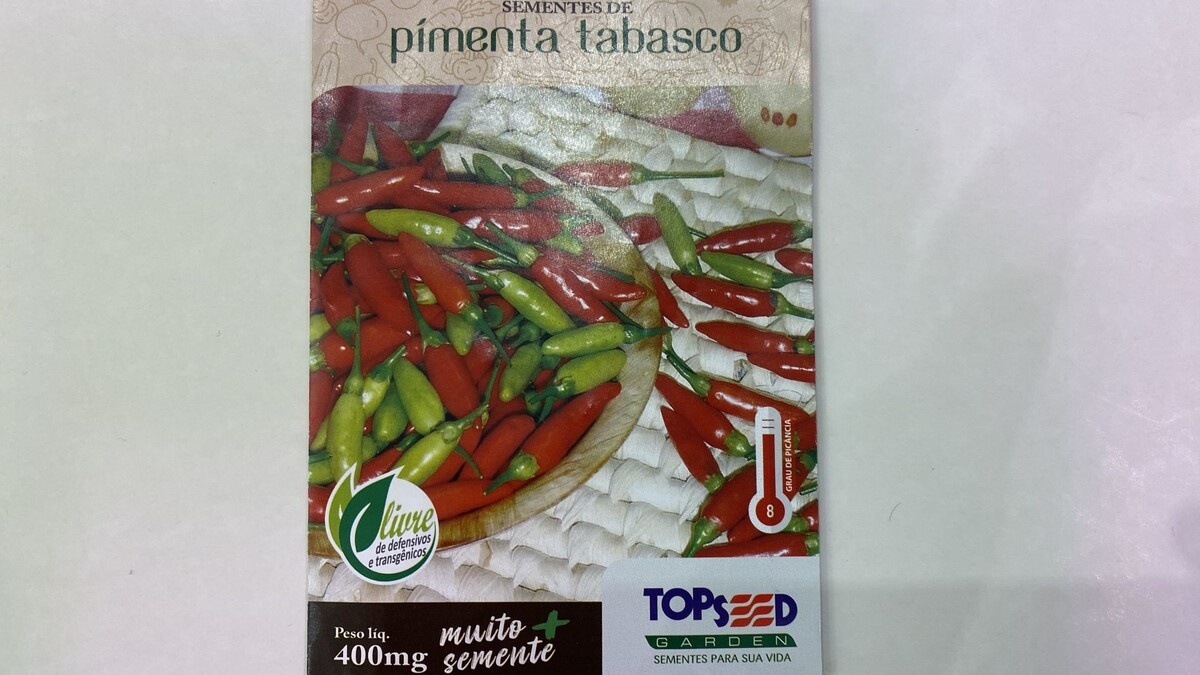 SEMENTES DE
pimenta tabasco
GRAU DE PICÂNCIA
8
livre
de defensivos
e transgênicos
Peso líq.
400mg
muito +
semente
TOPSEED
GARDEN
SEMENTES PARA SUA VIDA